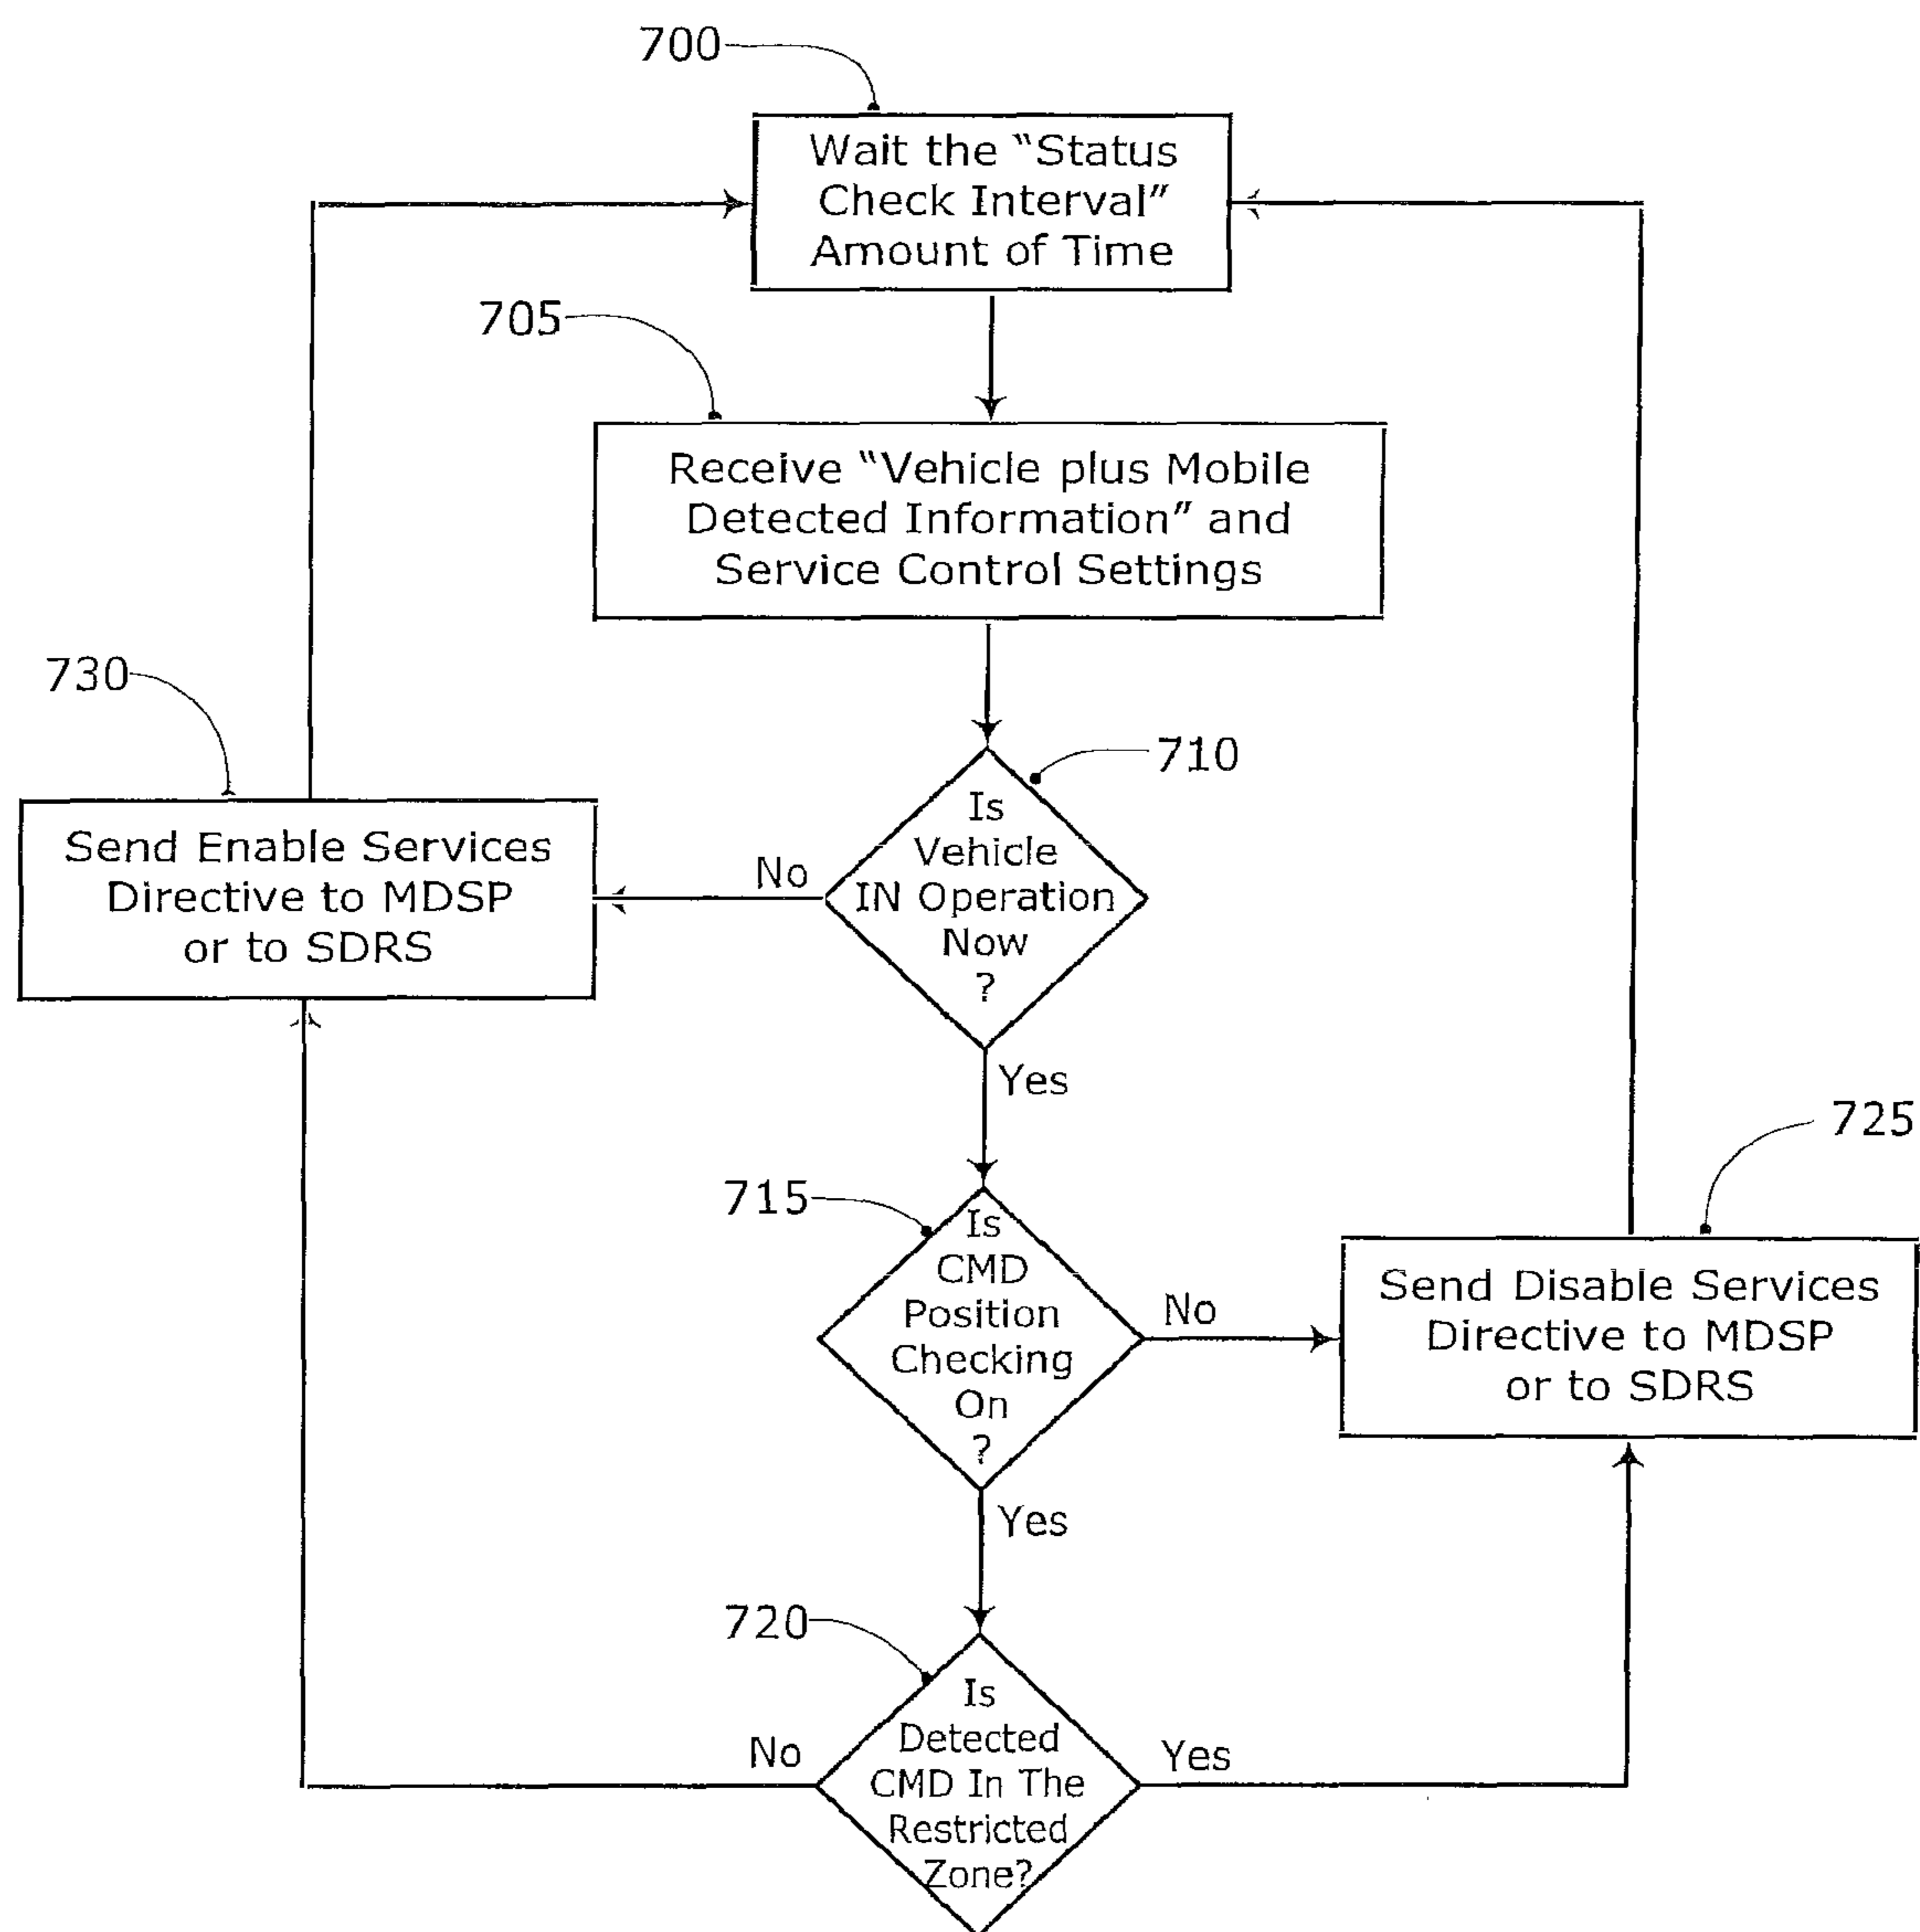 700
Wait the “Status
Check Interval”
Amount of Time
705
Receive “Vehicle plus Mobile
Detected Information” and
Service Control Settings
730
710
Send Enable Services
Directive to MDSP
or to SDRS
No
Is
Vehicle
IN Operation
Now
?
Yes
725
715
Is
CMD
Position
Checking
On
?
No
Send Disable Services
Directive to MDSP
or to SDRS
Yes
720
Is
Detected
CMD In The
Restricted
Zone?
No
Yes